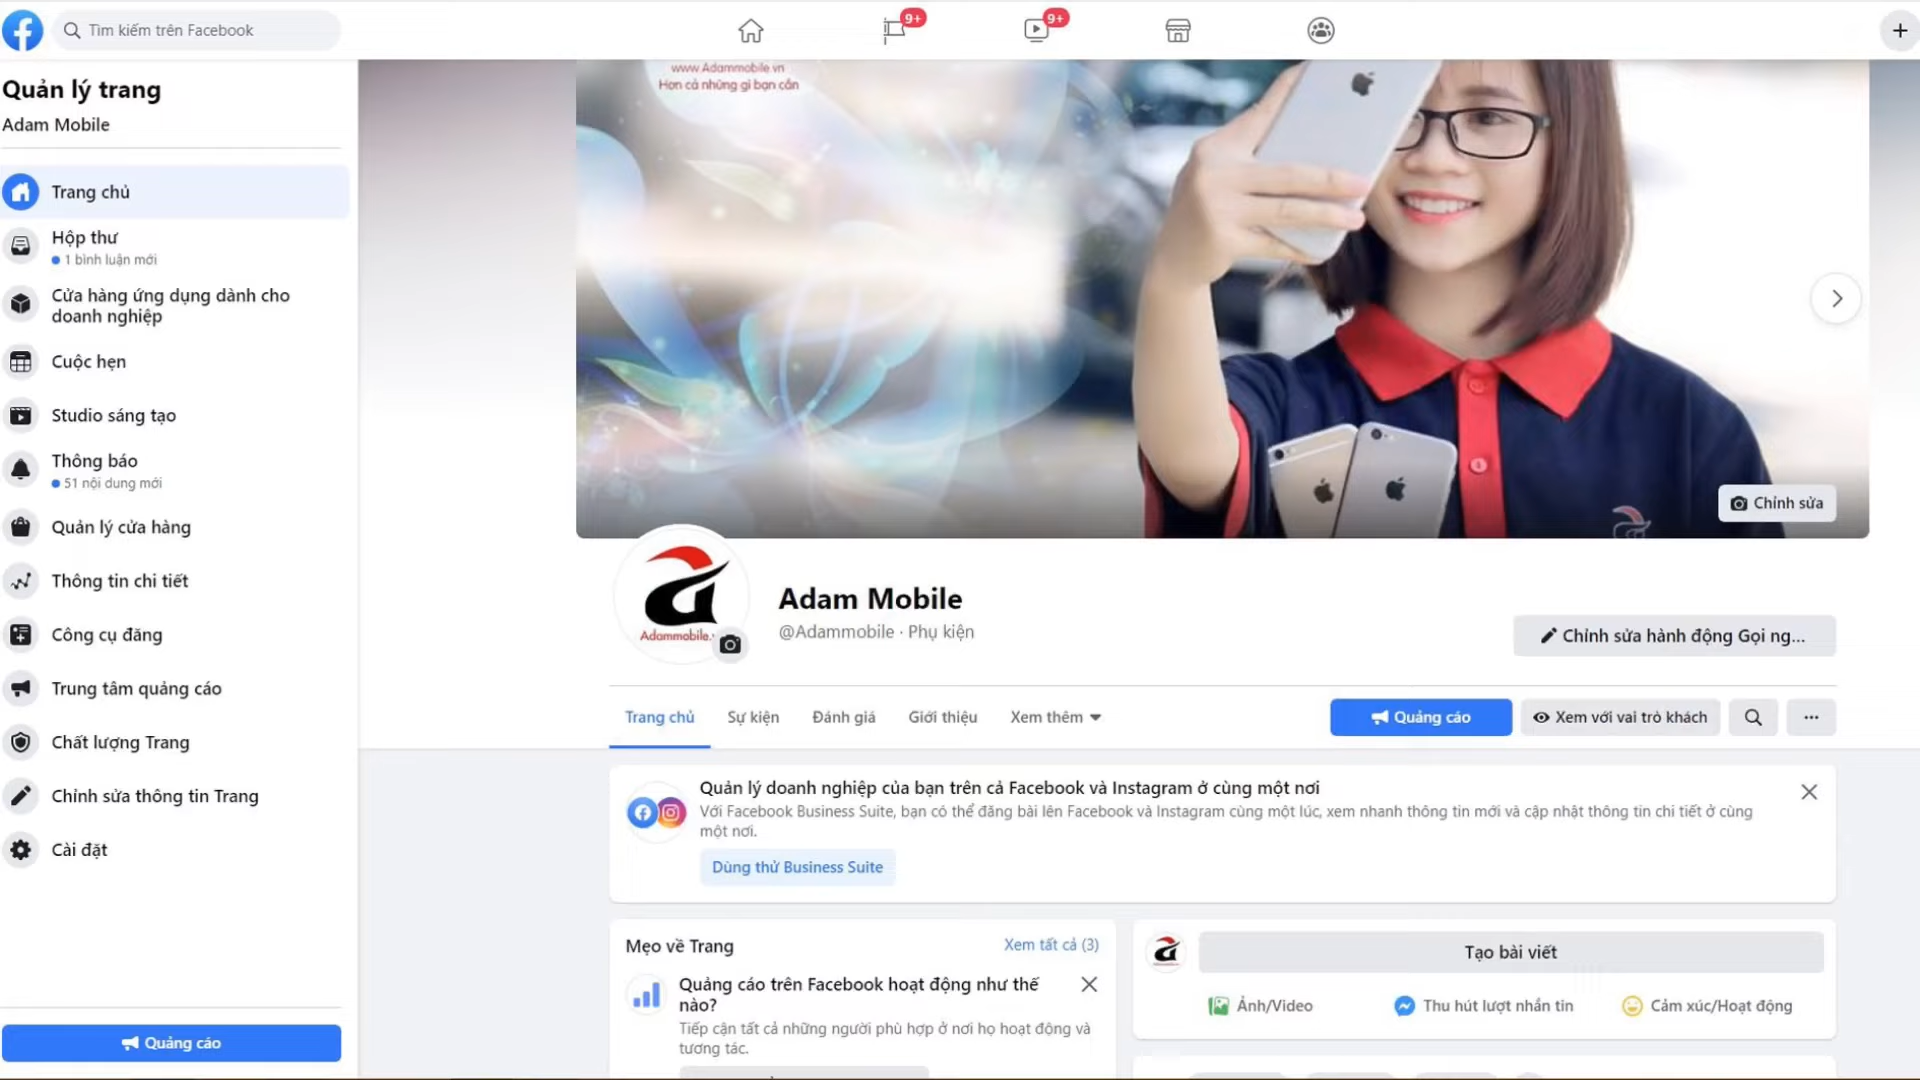 Tìm kiếm trên Facebook
9+
9+
Quản lý trang
Adam Mobile
Trang chủ
Hộp thư
1 bình luận mới
Cửa hàng ứng dụng dành cho
doanh nghiệp
Cuộc hẹn
Studio sáng tạo
Thông báo
51 nội dung mới
Quản lý cửa hàng
Thông tin chi tiết
Công cụ đăng
Trung tâm quảng cáo
Chất lượng Trang
Chỉnh sửa thông tin Trang
Cài đặt
Quảng cáo
www.Adammobile.vn
Hơn cả những gì bạn cần
Chỉnh sửa
Adammobile.
Adam Mobile
@Adammobile · Phụ kiện
Chỉnh sửa hành động Gọi ng...
Trang chủ
Sự kiện
Đánh giá
Giới thiệu
Xem thêm
Quảng cáo
Xem với vai trò khách
Quản lý doanh nghiệp của bạn trên cả Facebook và Instagram ở cùng một nơi
Với Facebook Business Suite, bạn có thể đăng bài lên Facebook và Instagram cùng một lúc, xem nhanh thông tin mới và cập nhật thông tin chi tiết ở cùng
một nơi.
Dùng thử Business Suite
Mẹo về Trang
Xem tất cả (3)
Quảng cáo trên Facebook hoạt động như thế
nào?
Tiếp cận tất cả những người phù hợp ở nơi họ hoạt động và
tương tác.
Tạo bài viết
Ảnh/Video
Thu hút lượt nhắn tin
Cảm xúc/Hoạt động